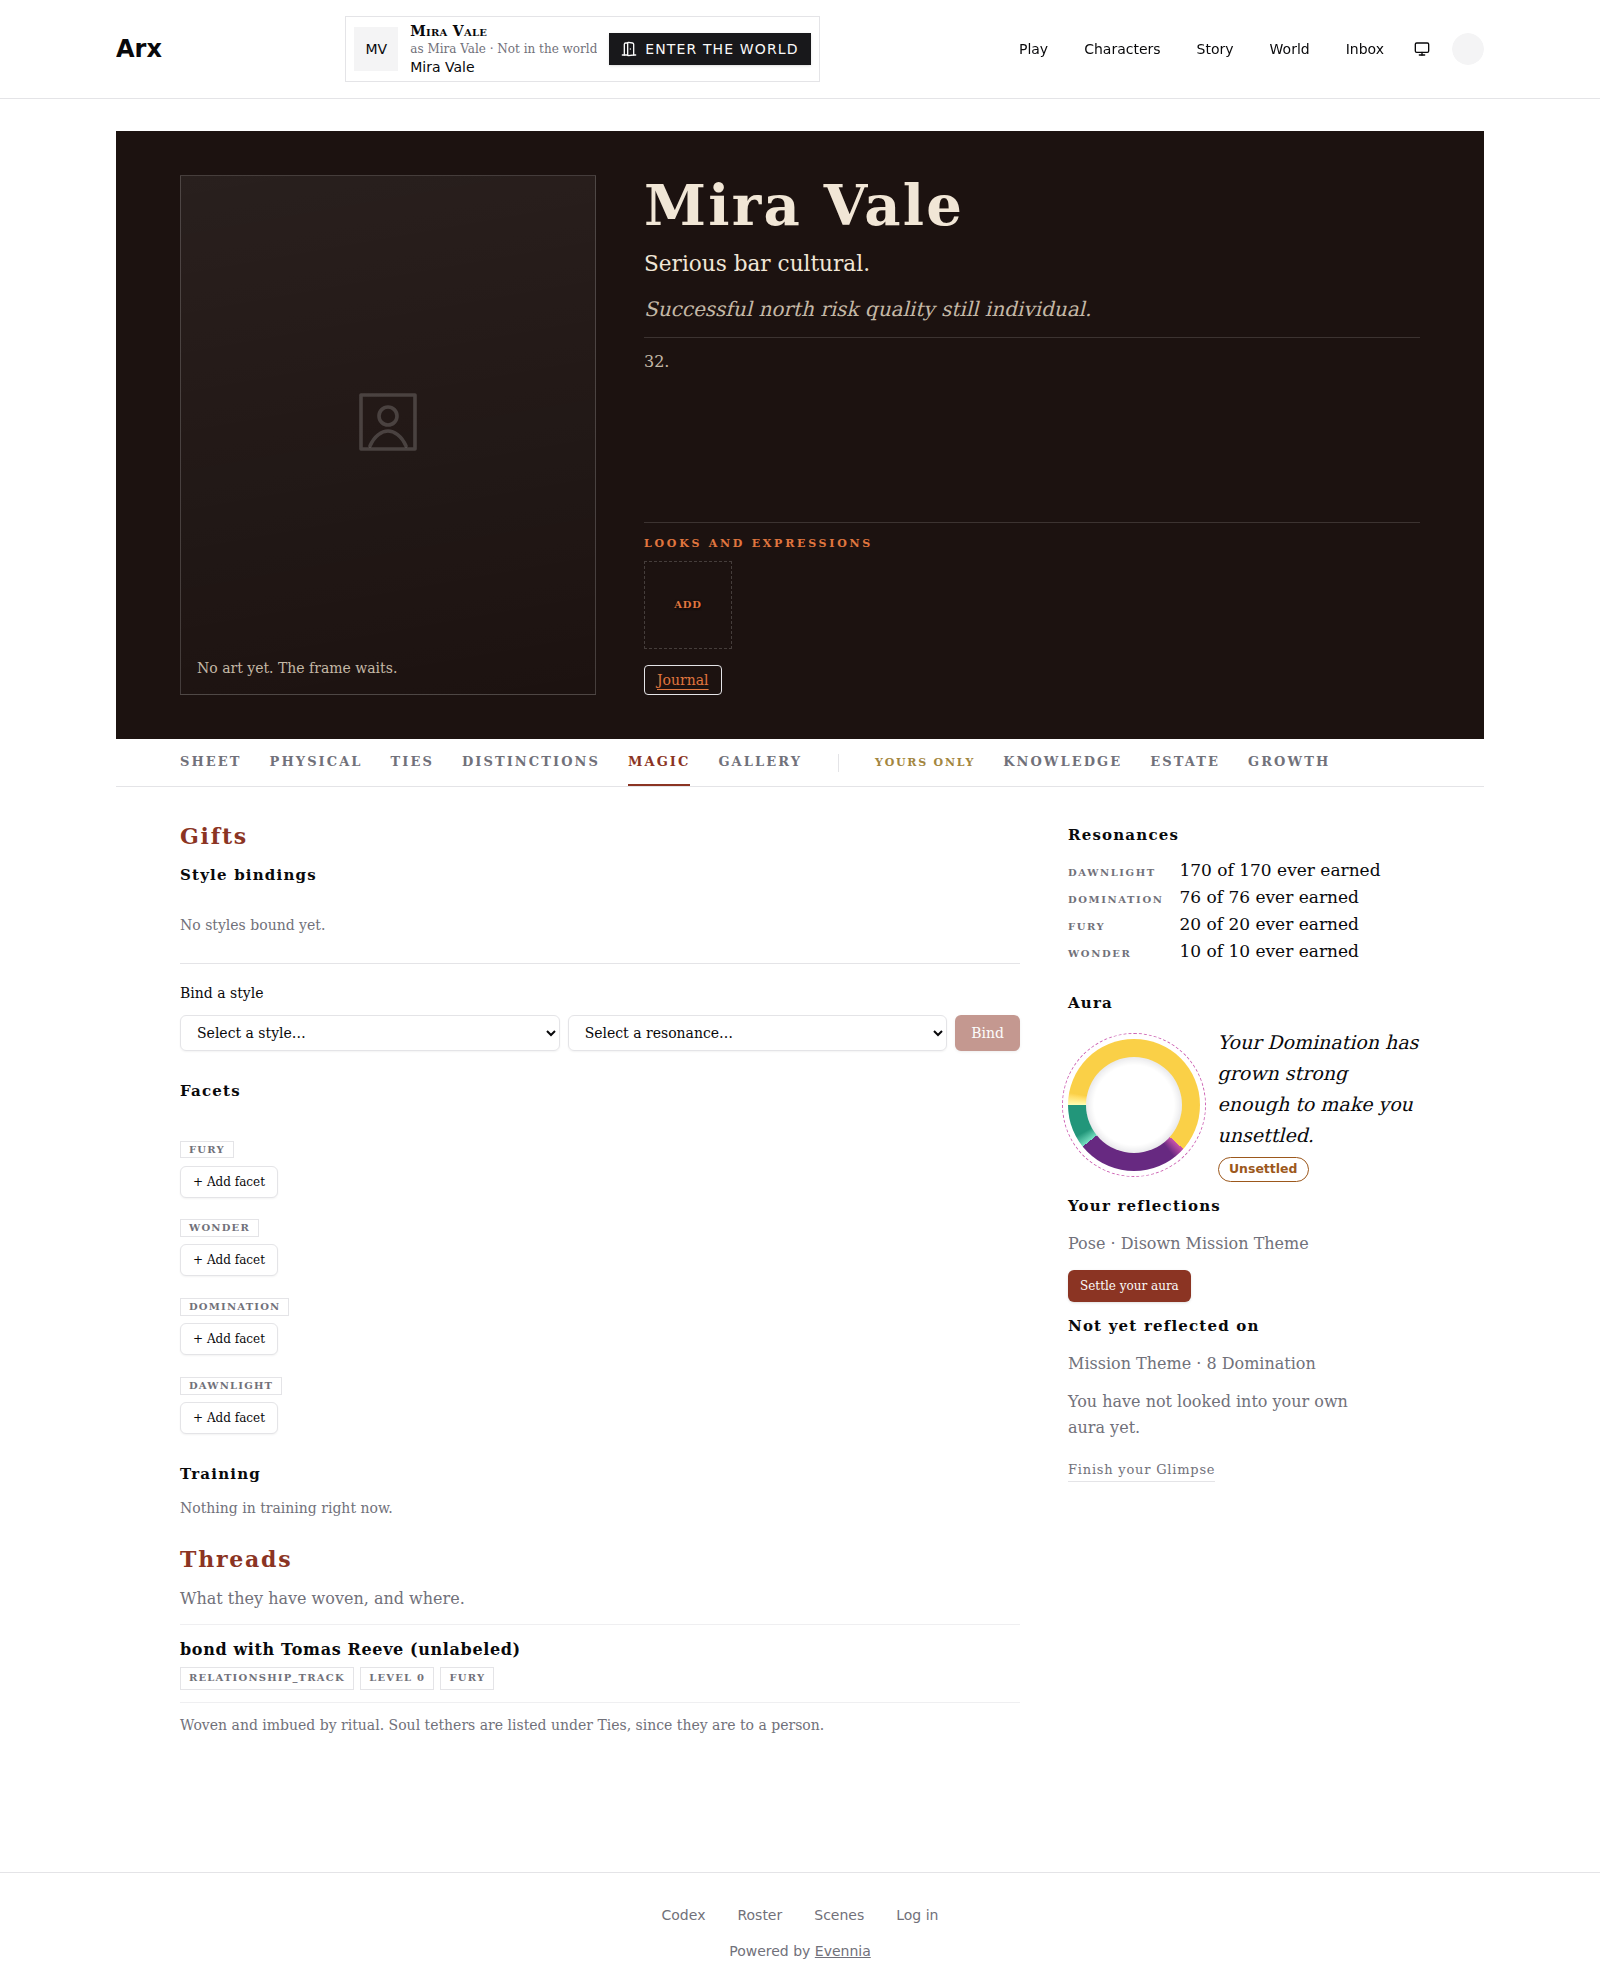 Arx
MV
Mira Vale
as Mira Vale · Not in the world
Mira Vale
ENTER THE WORLD
Play
Characters
Story
World
Inbox
Mira Vale
Serious bar cultural.
Successful north risk quality still individual.
32.
LOOKS AND EXPRESSIONS
ADD
Journal
No art yet. The frame waits.
SHEET
PHYSICAL
TIES
DISTINCTIONS
MAGIC
GALLERY
YOURS ONLY
KNOWLEDGE
ESTATE
GROWTH
Gifts
Style bindings
No styles bound yet.
Bind a style
Select a style...
Select a resonance...
Bind
Facets
FURY
+ Add facet
WONDER
+ Add facet
DOMINATION
+ Add facet
DAWNLIGHT
+ Add facet
Training
Nothing in training right now.
Threads
What they have woven, and where.
bond with Tomas Reeve (unlabeled)
RELATIONSHIP_TRACK
LEVEL 0
FURY
Woven and imbued by ritual. Soul tethers are listed under Ties, since they are to a person.
Resonances
DAWNLIGHT 170 of 170 ever earned
DOMINATION 76 of 76 ever earned
FURY 20 of 20 ever earned
WONDER 10 of 10 ever earned
Aura
Your Domination has
grown strong
enough to make you
unsettled.
Unsettled
Your reflections
Pose · Disown Mission Theme
Settle your aura
Not yet reflected on
Mission Theme · 8 Domination
You have not looked into your own
aura yet.
Finish your Glimpse
Codex
Roster
Scenes
Log in
Powered by Evennia